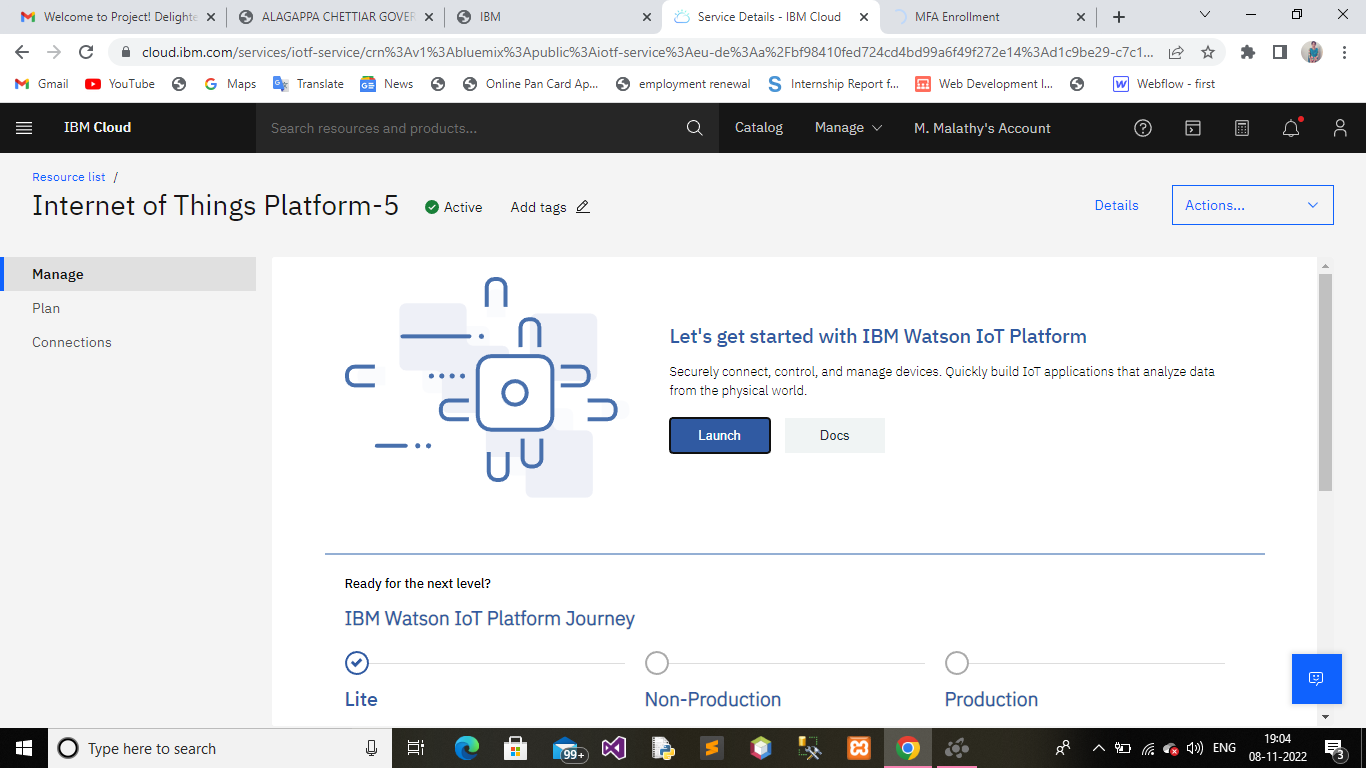 Welcome to Project! Delighte
ALAGAPPA CHETTIAR GOVER
IBM
Service Details - IBM Cloud
MFA Enrollment
cloud.ibm.com/services/iotf-service/crn%3Av1%3Abluemix%3Apublic%3Aiotf-service%3Aeu-de%3Aa%2Fbf98410fed724cd4bd99a6f49f272e14%3Ad1c9be29-c7c1...
Gmail
YouTube
Maps
Translate
News
Online Pan Card Ap...
employment renewal
Internship Report f...
Web Development I...
Webflow - first
IBM Cloud
Search resources and products...
Catalog
Manage
M. Malathy's Account
Resource list /
Internet of Things Platform-5
Active
Add tags
Details
Actions...
Manage
Plan
Connections
Let's get started with IBM Watson IoT Platform
Securely connect, control, and manage devices. Quickly build IoT applications that analyze data
from the physical world.
Launch
Docs
Ready for the next level?
IBM Watson IoT Platform Journey
Lite
Non-Production
Production
Type here to search
99+
ENG
19:04
08-11-2022
3